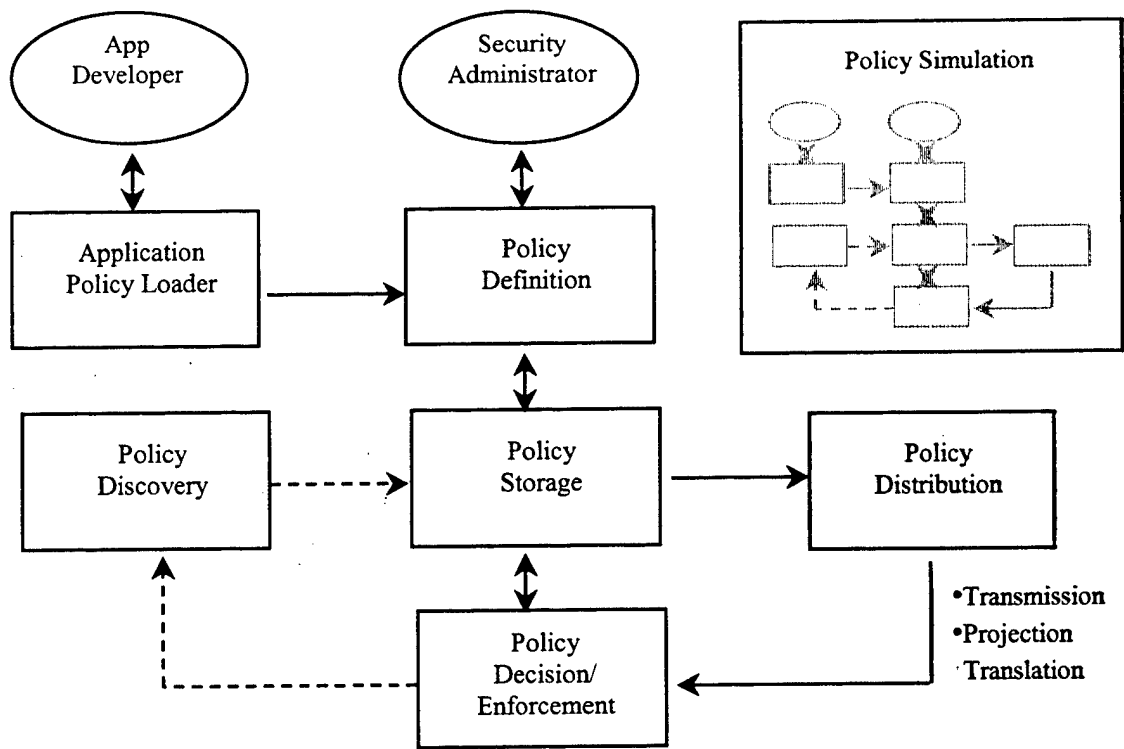 App
Developer
Security
Administrator
Policy Simulation
Application
Policy Loader
Policy
Definition
Policy
Discovery
Policy
Storage
Policy
Distribution
•Transmission
•Projection
Translation
Policy
Decision/
Enforcement